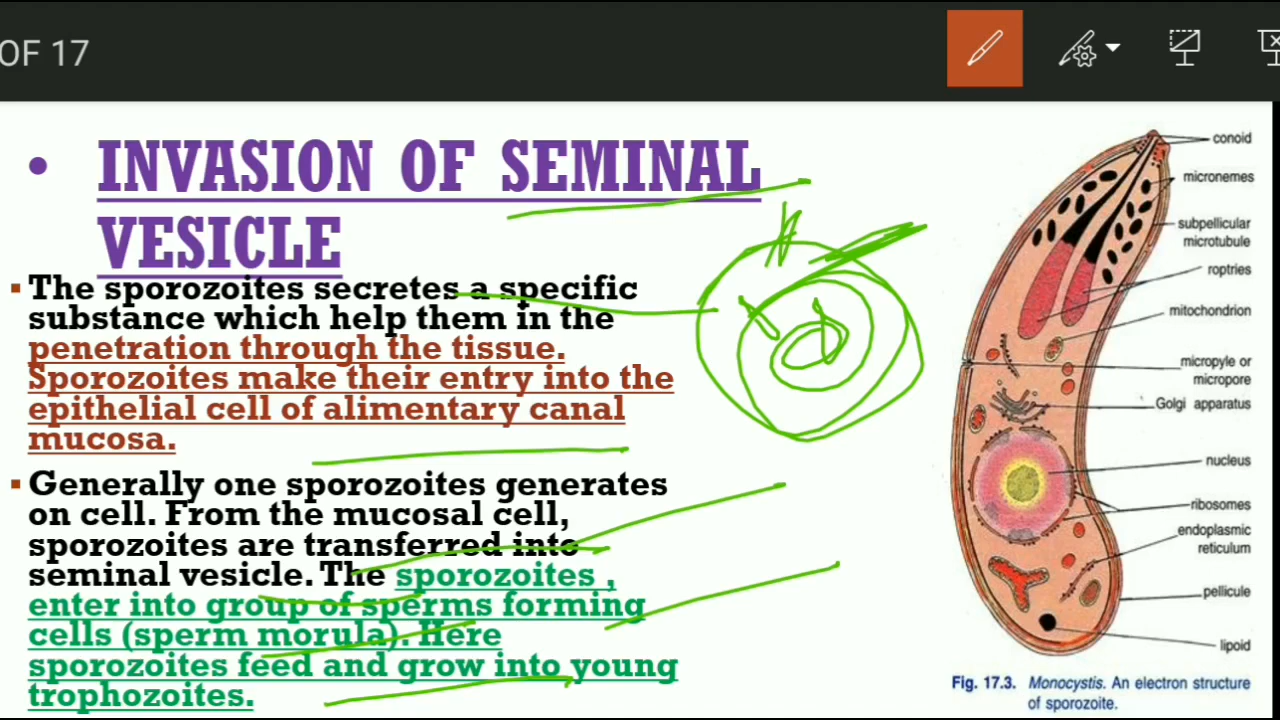 OF 17
• INVASION OF SEMINAL
VESICLE
▪ The sporozoites secretes a specific
substance which help them in the
penetration through the tissue.
Sporozoites make their entry into the
epithelial cell of alimentary canal
mucosa.
▪ Generally one sporozoites generates
on cell. From the mucosal cell,
sporozoites are transferred into
seminal vesicle. The sporozoites ,
enter into group of sperms forming
cells (sperm morula). Here
sporozoites feed and grow into young
trophozoites.
conoid
micronemes
subpellicular
microtubule
roptries
mitochondrion
micropyle or
micropore
Golgi apparatus
nucleus
ribosomes
endoplasmic
reticulum
pellicule
lipoid
Fig. 17.3. Monocystis. An electron structure
of sporozoite.